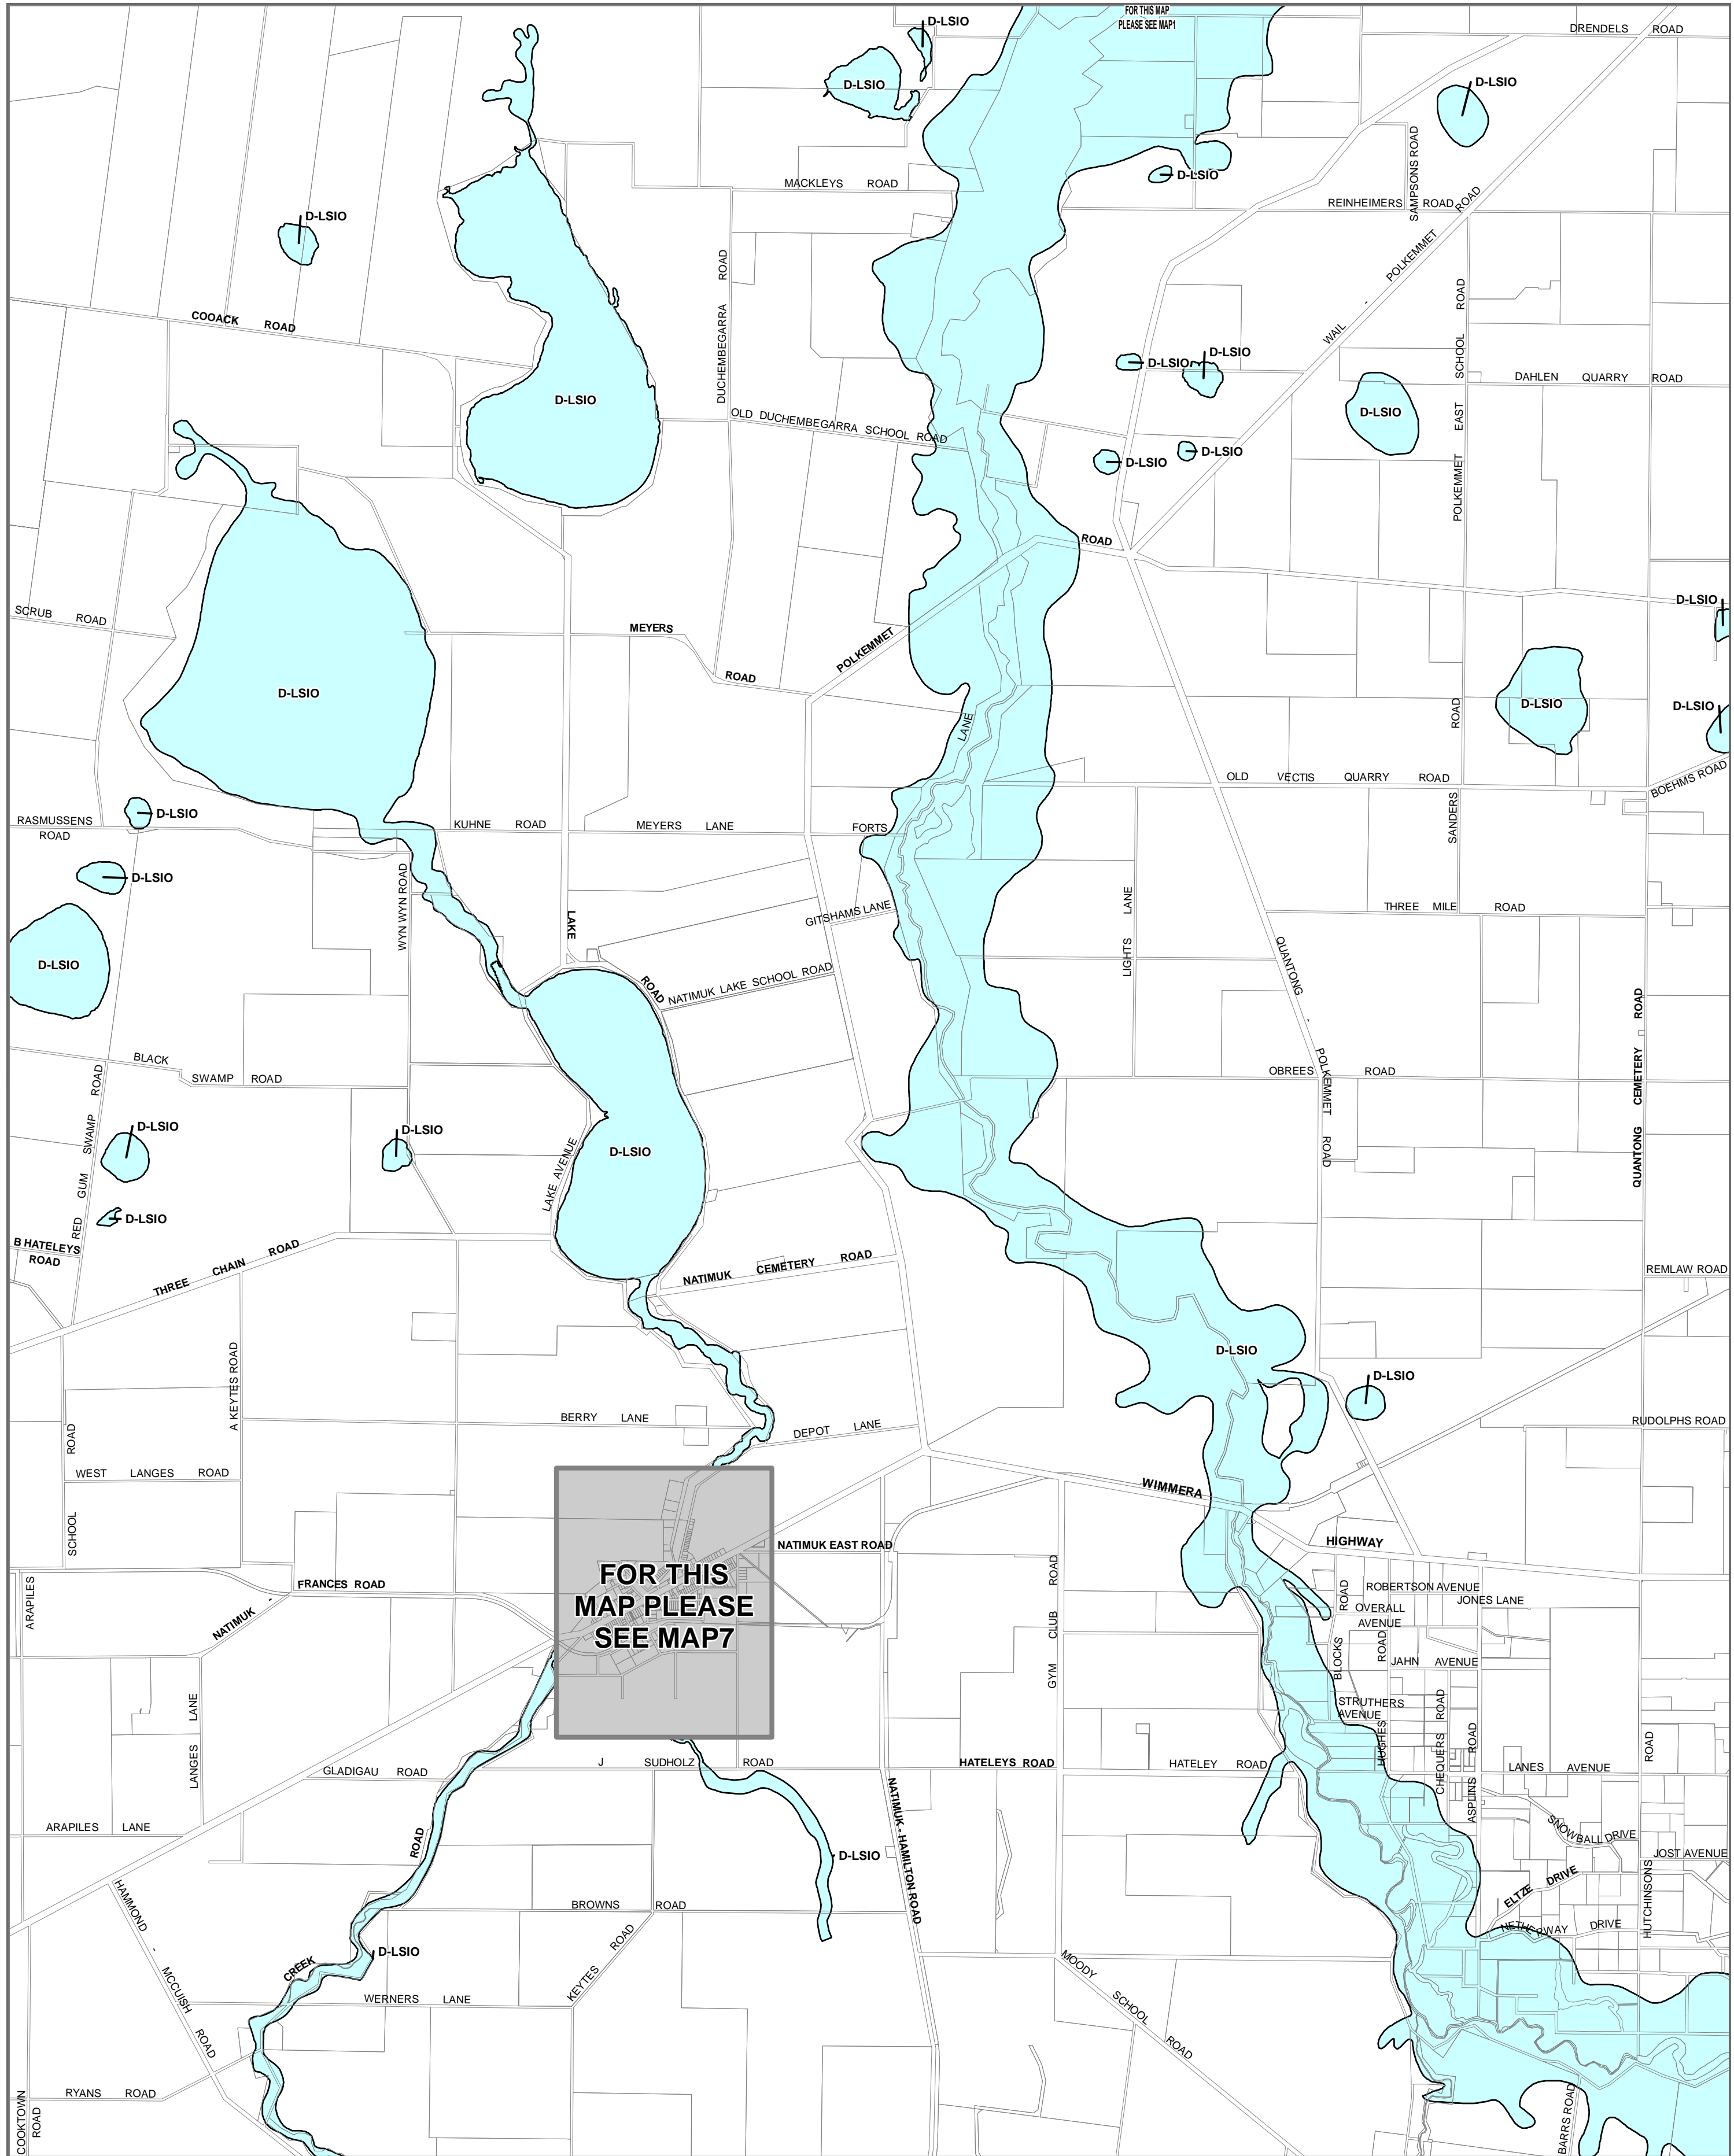 FOR THIS MAP
PLEASE SEE MAP1
D-LSIO
DRENDELS ROAD
D-LSIO
D-LSIO
SAMPSONS ROAD
D-LSIO
MACKLEYS ROAD
REINHEIMERS ROAD
D-LSIO
WAIL - POLKEMMET ROAD
DUCHEMBEGARRA ROAD
COOACK ROAD
D-LSIO
D-LSIO
DAHLEN QUARRY ROAD
D-LSIO
D-LSIO
OLD DUCHEMBEGARRA SCHOOL ROAD
POLKEMMET EAST SCHOOL ROAD
D-LSIO
D-LSIO
ROAD
D-LSIO
SCRUB ROAD
MEYERS
ROAD
POLKEMMET
D-LSIO
D-LSIO
D-LSIO
ROAD
LANE
OLD VECTIS QUARRY ROAD
BOEHMS ROAD
D-LSIO
RASMUSSENS
ROAD
KUHNE ROAD
MEYERS LANE
FORTS
SANDERS
D-LSIO
WYN WYN ROAD
LAKE
GITSHAMS LANE
LIGHTS LANE
THREE MILE ROAD
D-LSIO
ROAD
NATIMUK LAKE SCHOOL ROAD
QUANTONG - POLKEMMET ROAD
QUANTONG CEMETERY ROAD
BLACK
SWAMP ROAD
OBREES ROAD
D-LSIO
D-LSIO
D-LSIO
LAKE AVENUE
RED GUM SWAMP ROAD
D-LSIO
B HATELEYS
ROAD
THREE CHAIN ROAD
NATIMUK CEMETERY ROAD
REMLAW ROAD
D-LSIO
D-LSIO
A KEYTES ROAD
BERRY LANE
DEPOT LANE
RUDOLPHS ROAD
WEST LANGES ROAD
SCHOOL ROAD
WIMMERA
HIGHWAY
NATIMUK EAST ROAD
FOR THIS
MAP PLEASE
SEE MAP7
FRANCES ROAD
NATIMUK -
ARAPILES
GYM CLUB ROAD
ROBERTSON AVENUE
JONES LANE
OVERALL
AVENUE
BLOCKS ROAD
JAHN AVENUE
STRUTHERS
AVENUE
HUGHES ROAD
CHEQUERS ROAD
ASPLINS ROAD
LANGES LANE
GLADIGAU ROAD
J SUDHOLZ ROAD
HATELEYS ROAD
HATELEY ROAD
LANES AVENUE
ROAD
ARAPILES LANE
ROAD
NATIMUK - HAMILTON ROAD
SNOWBALL DRIVE
JOST AVENUE
D-LSIO
HAMMOND - MCCUISH ROAD
BROWNS ROAD
ELTZE DRIVE
NETHERWAY DRIVE
HUTCHINSONS
D-LSIO
CREEK
KEYTES ROAD
MOODY SCHOOL ROAD
WERNERS LANE
RYANS ROAD
COOKTOWN
ROAD
BARRS ROAD